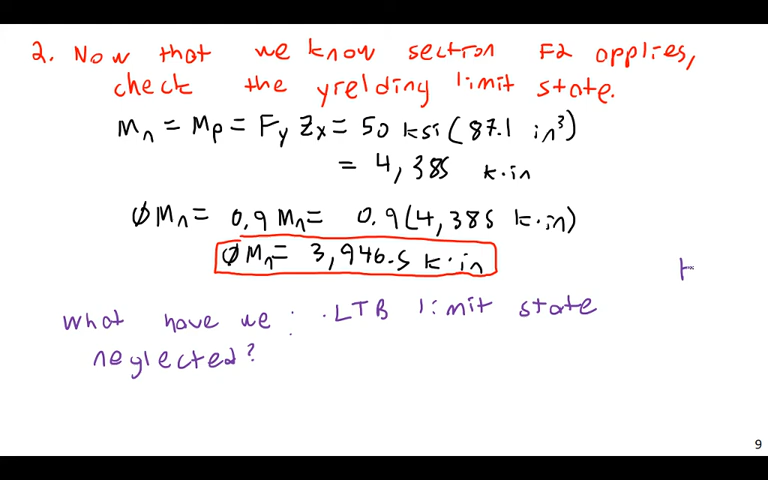 2. Now that we know section F2 applies,
check the yielding limit state.
Mn = Mp = Fy Zx = 50 ksi (87.1 in³)
= 4,385 k·in
ØMn = 0.9 Mn = 0.9(4,385 k·in)
ØMn = 3,946.5 k·in
What have we : · LTB limit state
neglected?
9